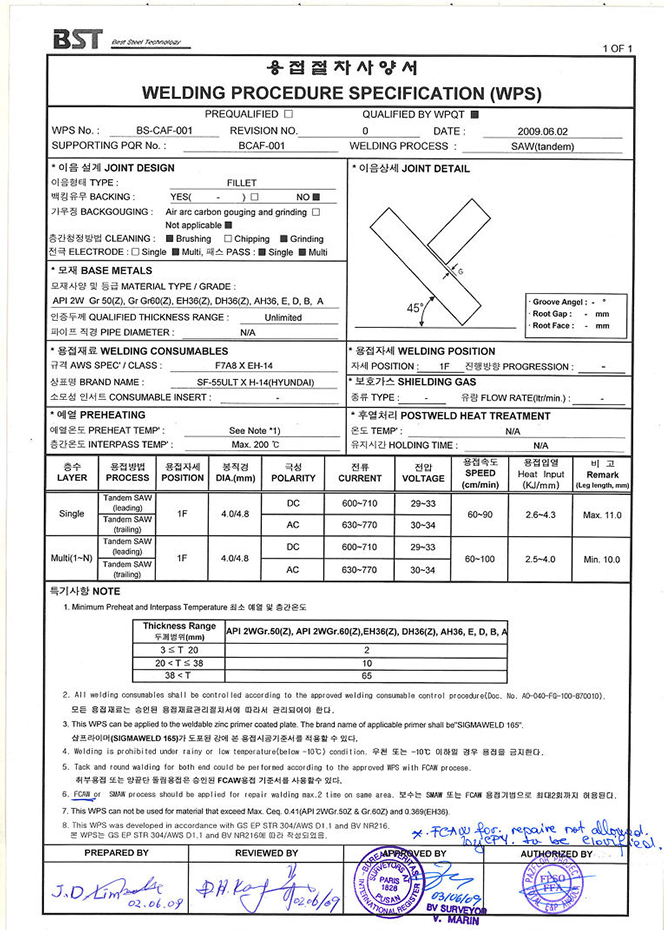 BST Best Steel Technology
1 OF 1
용접절차사양서
WELDING PROCEDURE SPECIFICATION (WPS)
PREQUALIFIED □ QUALIFIED BY WPQT ■
WPS No. : BS-CAF-001 REVISION NO. 0 DATE : 2009.06.02
SUPPORTING PQR No. : BCAF-001 WELDING PROCESS : SAW(tandem)
* 이음 설계 JOINT DESIGN
이음형태 TYPE : FILLET
백킹유무 BACKING : YES( - ) □ NO ■
가우징 BACKGOUGING : Air arc carbon gouging and grinding □
Not applicable ■
층간청정방법 CLEANING : ■ Brushing □ Chipping ■ Grinding
전극 ELECTRODE : □ Single ■ Multi, 패스 PASS : ■ Single ■ Multi
* 이음상세 JOINT DETAIL
G
45°
· Groove Angel : - °
· Root Gap : - mm
· Root Face : - mm
* 모재 BASE METALS
모재사양 및 등급 MATERIAL TYPE / GRADE :
API 2W Gr 50(Z), Gr Gr60(Z), EH36(Z), DH36(Z), AH36, E, D, B, A
인증두께 QUALIFIED THICKNESS RANGE : Unlimited
파이프 직경 PIPE DIAMETER : N/A
* 용접재료 WELDING CONSUMABLES
규격 AWS SPEC' / CLASS : F7A8 X EH-14
상표명 BRAND NAME : SF-55ULT X H-14(HYUNDAI)
소모성 인서트 CONSUMABLE INSERT : -
* 용접자세 WELDING POSITION
자세 POSITION : 1F 진행방향 PROGRESSION : -
* 보호가스 SHIELDING GAS
종류 TYPE : - 유량 FLOW RATE(ltr/min.) : -
* 예열 PREHEATING
예열온도 PREHEAT TEMP' : See Note *1)
층간온도 INTERPASS TEMP' : Max. 200 ℃
* 후열처리 POSTWELD HEAT TREATMENT
온도 TEMP' : N/A
유지시간 HOLDING TIME : N/A
층수 LAYER 용접방법 PROCESS 용접자세 POSITION 봉직경 DIA.(mm) 극성 POLARITY 전류 CURRENT 전압 VOLTAGE 용접속도 SPEED (cm/min) 용접입열 Heat Input (KJ/mm) 비 고 Remark (Leg length, mm)
Single Tandem SAW (leading) 1F 4.0/4.8 DC 600~710 29~33 60~90 2.6~4.3 Max. 11.0
Tandem SAW (trailing) AC 630~770 30~34
Multi(1~N) Tandem SAW (leading) 1F 4.0/4.8 DC 600~710 29~33 60~100 2.5~4.0 Min. 10.0
Tandem SAW (trailing) AC 630~770 30~34
특기사항 NOTE
1. Minimum Preheat and Interpass Temperature 최소 예열 및 층간온도
Thickness Range 두께범위(mm) API 2WGr.50(Z), API 2WGr.60(Z),EH36(Z), DH36(Z), AH36, E, D, B, A
3 ≤ T 20 2
20 < T ≤ 38 10
38 < T 65
2. All welding consumables shall be controlled according to the approved welding consumable control procedure(Doc. No. AO-040-FG-100-870010).
모든 용접재료는 승인된 용접재료관리절차서에 따라서 관리되어야 한다.
3. This WPS can be applied to the weldable zinc primer coated plate. The brand name of applicable primer shall be"SIGMAWELD 165".
샵프라이머(SIGMAWELD 165)가 도포된 강에 본 용접시공기준서를 적용할 수 있다.
4. Welding is prohibited under rainy or low temperature(below -10℃) condition. 우천 또는 -10℃ 이하일 경우 용접을 금지한다.
5. Tack and round walding for both end could be performed according to the approved WPS with FCAW procese.
취부용접 또는 양끝단 돌림용접은 승인된 FCAW용접 기준서를 사용할수 있다.
6. FCAW or SMAW process should be applied for repair walding max.2 time on same area. 보수는 SMAW 또는 FCAW 용접기법으로 최대2회까지 허용된다.
7. This WPS can not be used for material that exceed Max. Ceq. 0.41(API 2WGr.50Z & Gr.60Z) and 0.369(EH36).
8. This WPS was developed in accordance with GS EP STR 304/AWS D1.1 and BV NR216.
본 WPS는 GS EP STR 304/AWS D1.1 and BV NR216에 따라 작성되었음.
*. FCAW for repaire not allowed.
by CPY. to be clarified.
PREPARED BY REVIEWED BY APPROVED BY AUTHORIZED BY
02.06.09
02/06/09
BUREAU VERITAS
SURVEYORS AT
PARIS
1828
PUSAN
INTERNATIONAL REGISTER
03/06/09
BV SURVEYOR
V. MARIN
PAZFLOR PROJECT
FPSO
TOTAL E&P ANGOLA